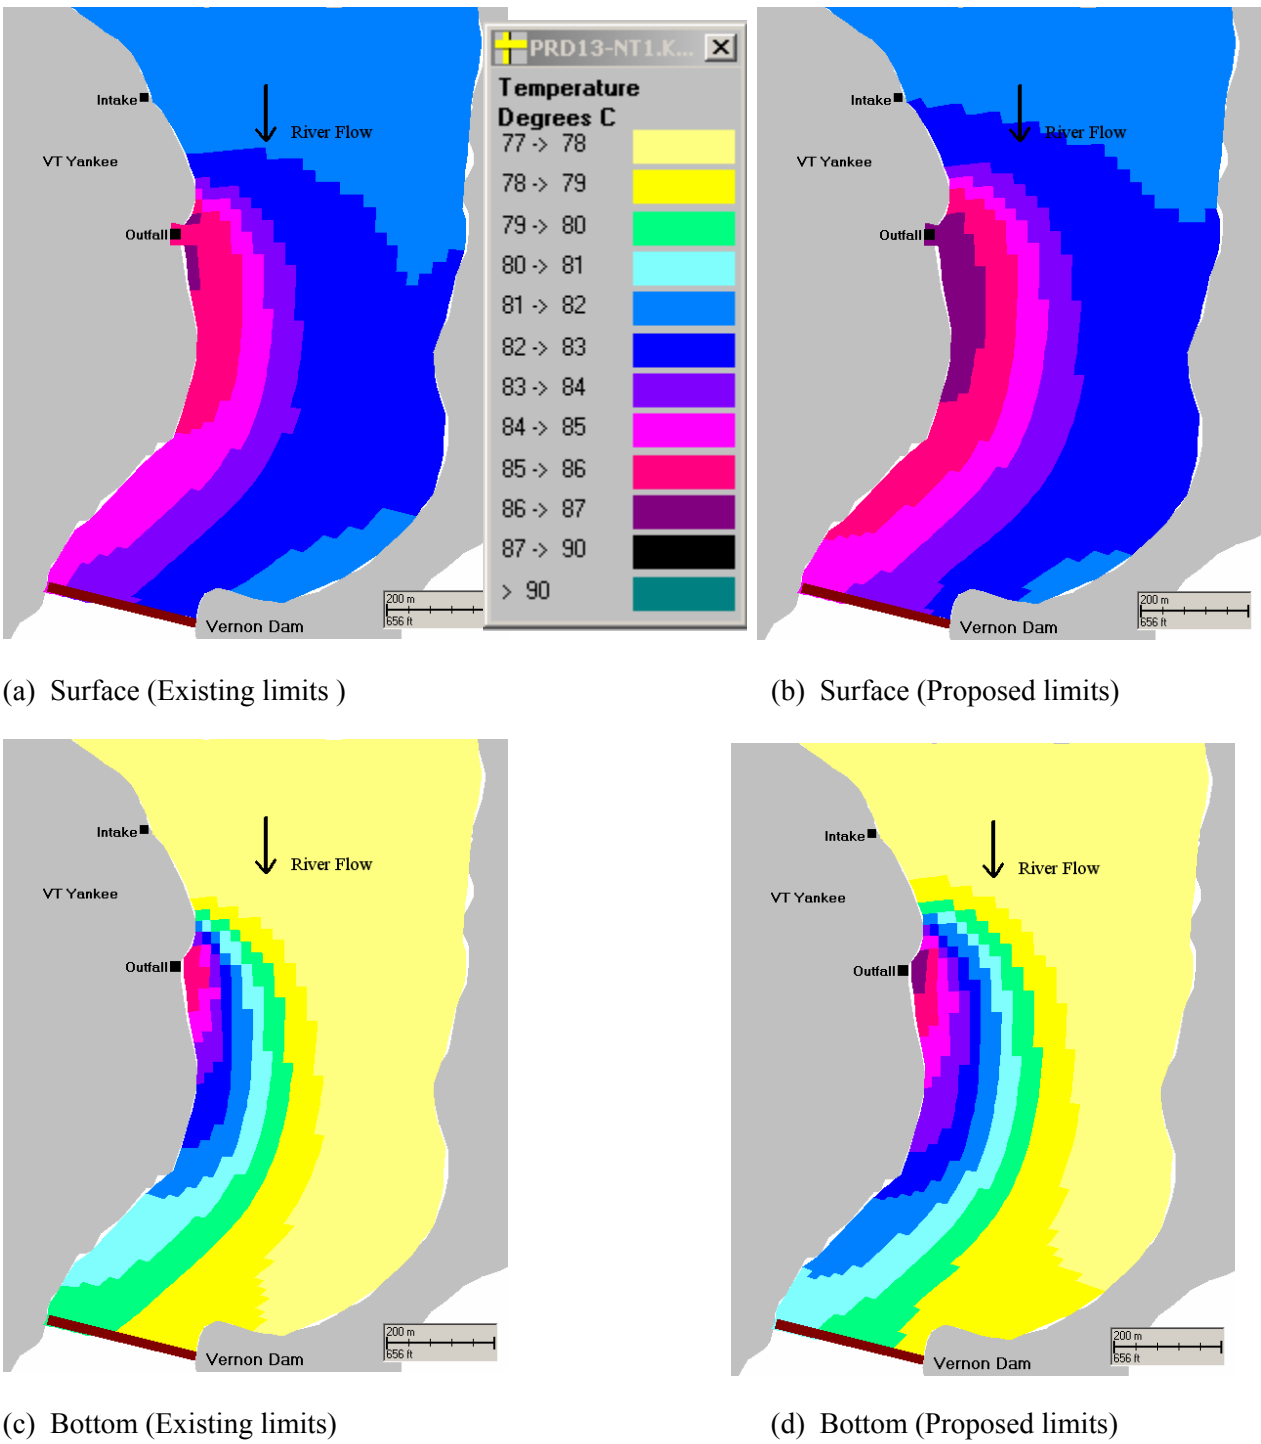 PRD13-NT1.K...
Temperature
Degrees C
77 -> 78
78 -> 79
79 -> 80
80 -> 81
81 -> 82
82 -> 83
83 -> 84
84 -> 85
85 -> 86
86 -> 87
87 -> 90
> 90
Intake
River Flow
VT Yankee
Outfall
200 m
656 ft
Vernon Dam
Intake
River Flow
VT Yankee
Outfall
200 m
656 ft
Vernon Dam
(a) Surface (Existing limits )
(b) Surface (Proposed limits)
Intake
River Flow
VT Yankee
Outfall
200 m
656 ft
Vernon Dam
Intake
River Flow
VT Yankee
Outfall
200 m
656 ft
Vernon Dam
(c) Bottom (Existing limits)
(d) Bottom (Proposed limits)